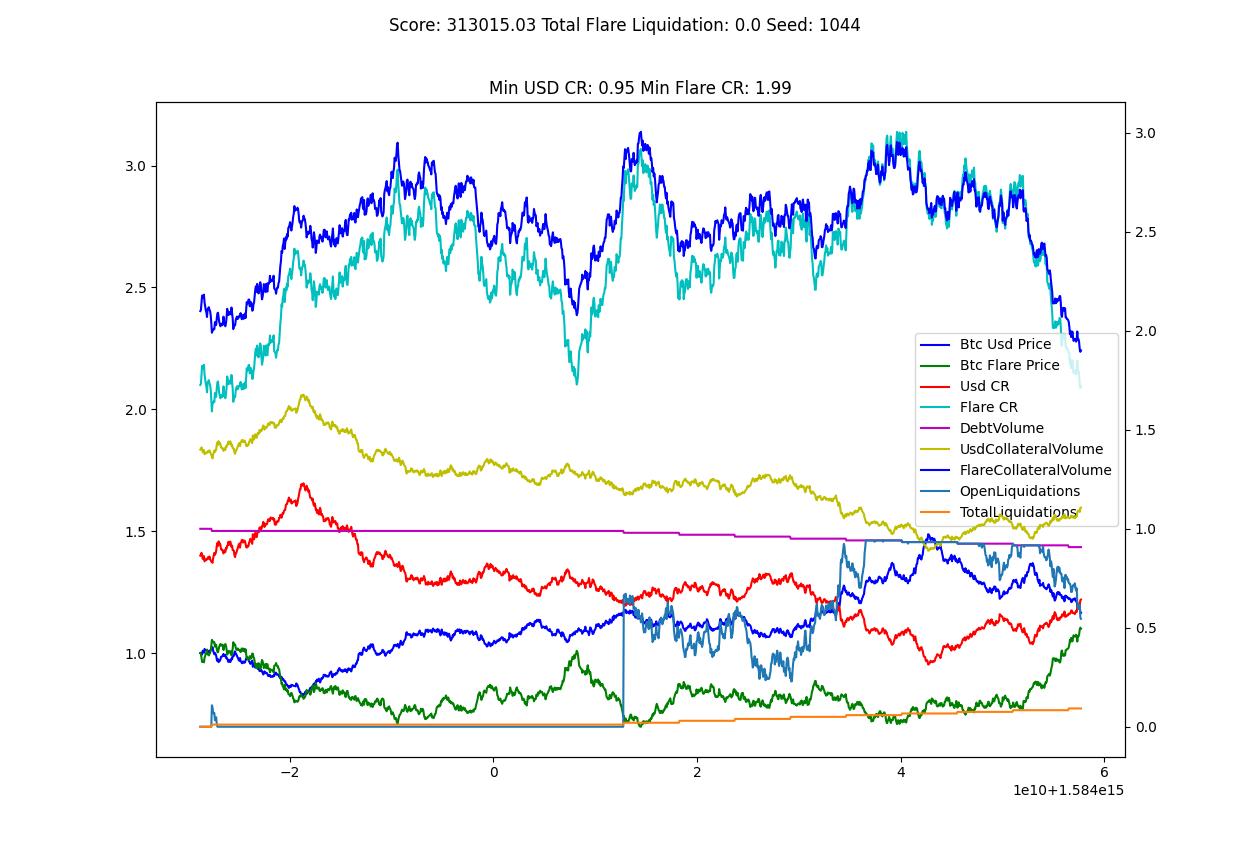 Score: 313015.03 Total Flare Liquidation: 0.0 Seed: 1044
Min USD CR: 0.95 Min Flare CR: 1.99
3.0
2.5
2.0
1.5
1.0
3.0
2.5
2.0
1.5
1.0
0.5
0.0
Btc Usd Price
Btc Flare Price
Usd CR
Flare CR
DebtVolume
UsdCollateralVolume
FlareCollateralVolume
OpenLiquidations
TotalLiquidations
−2 0 2 4 6
1e10+1.584e15